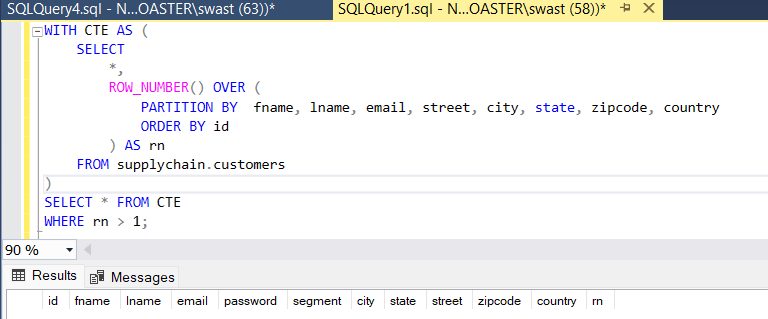 SQLQuery4.sql - N...OASTER\swast (63))* SQLQuery1.sql - N...OASTER\swast (58))*
WITH CTE AS (
SELECT
*,
ROW_NUMBER() OVER (
PARTITION BY  fname, lname, email, street, city, state, zipcode, country
ORDER BY id
) AS rn
FROM supplychain.customers
)
SELECT * FROM CTE
WHERE rn > 1;
90 %
Results Messages
id fname lname email password segment city state street zipcode country rn